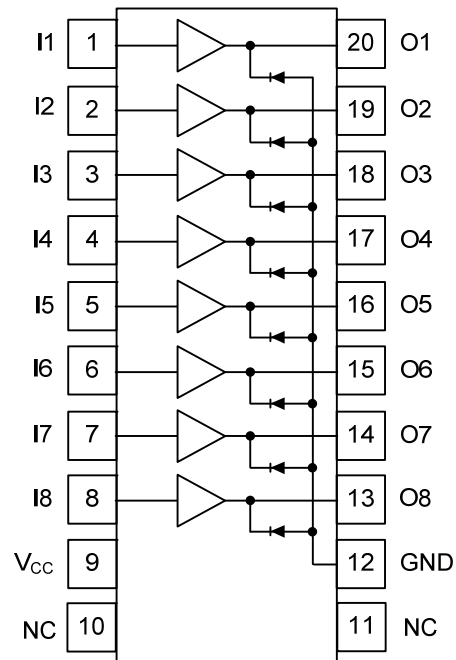 I1 1 20 O1
I2 2 19 O2
I3 3 18 O3
I4 4 17 O4
I5 5 16 O5
I6 6 15 O6
I7 7 14 O7
I8 8 13 O8
VCC 9 12 GND
NC 10 11 NC